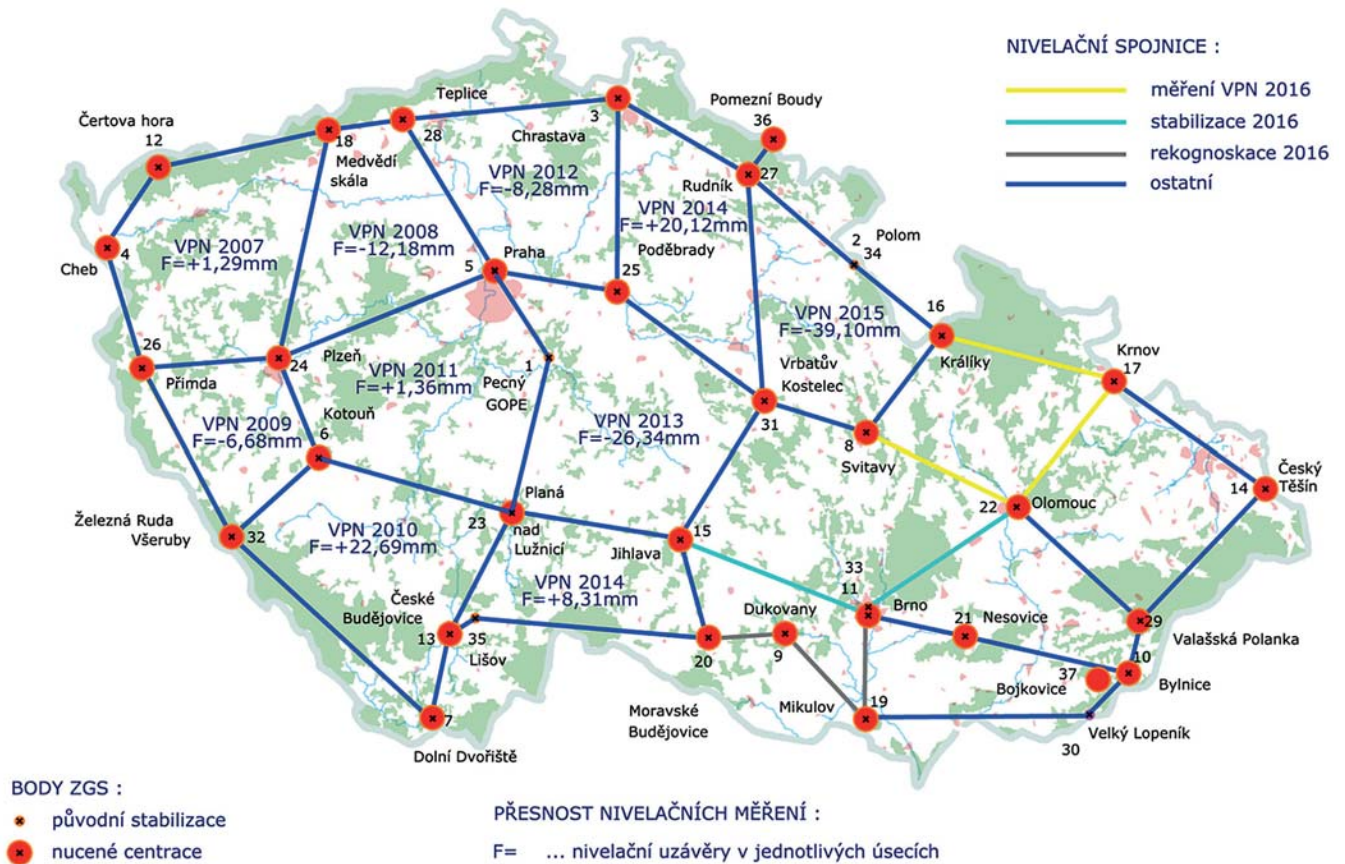 NIVELAČNÍ SPOJNICE :
měření VPN 2016
stabilizace 2016
rekognoskace 2016
ostatní
Čertova hora
12
18
Medvědí
skála
Teplice
28
3
Chrastava
Pomezní Boudy
36
Rudník
27
2
34
Polom
4
Cheb
VPN 2007
F=+1,29mm
VPN 2008
F=-12,18mm
VPN 2012
F=-8,28mm
VPN 2014
F=+20,12mm
Praha
5
Poděbrady
25
VPN 2015
F=-39,10mm
16
Králíky
Krnov
17
26
Přimda
24
Plzeň
VPN 2011
F=+1,36mm
1
Pecný
GOPE
Vrbatův
Kostelec
31
VPN 2009
F=-6,68mm
Kotouň
6
VPN 2013
F=-26,34mm
8
Svitavy
Český
Těšín
14
22
Olomouc
Železná Ruda
Všeruby
32
VPN 2010
F=+22,69mm
Planá
nad
Lužnicí
23
Jihlava
15
VPN 2014
F=+8,31mm
33
11
Brno
Dukovany
9
21
Nesovice
29
Valašská Polanka
České
Budějovice
13
35
Lišov
20
Moravské
Budějovice
10
Bylnice
37
Bojkovice
Mikulov
19
Velký Lopeník
30
7
Dolní Dvořiště
BODY ZGS :
původní stabilizace
nucené centrace
PŘESNOST NIVELAČNÍCH MĚŘENÍ :
F= ... nivelační uzávěry v jednotlivých úsecích